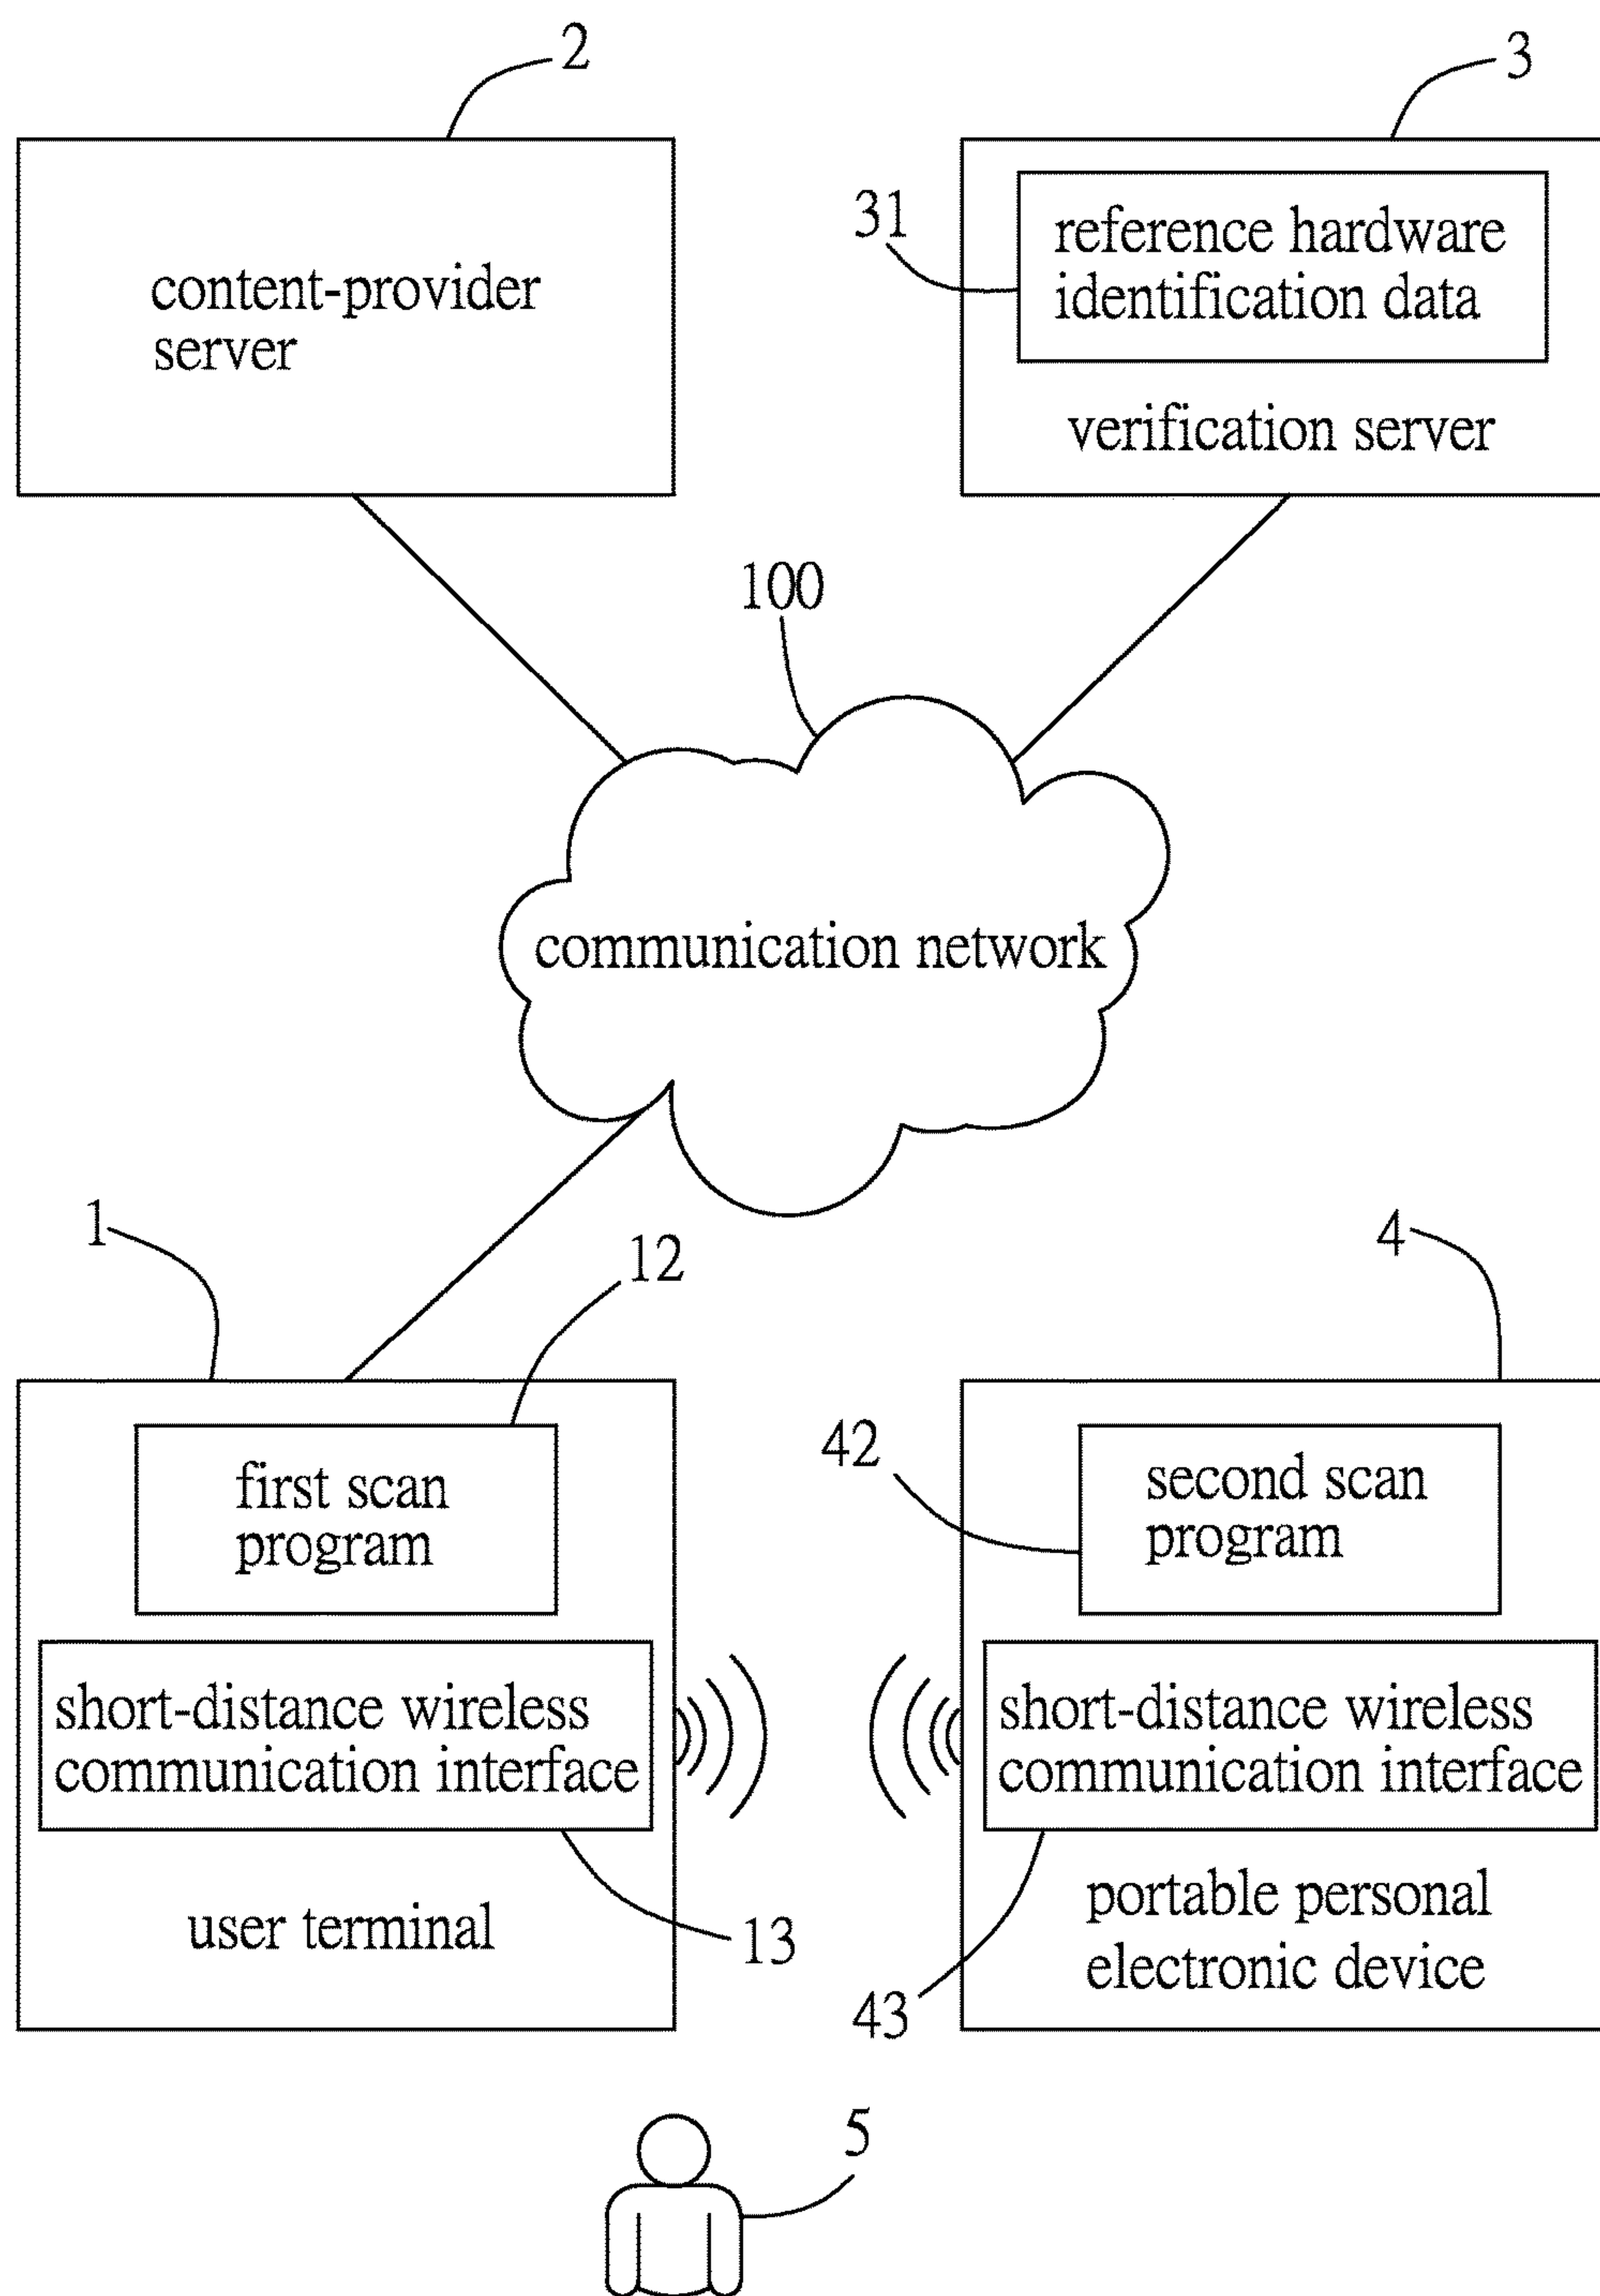 2
3
content-provider
server
31
reference hardware
identification data
verification server
100
communication network
1
12
4
first scan
program
42
second scan
program
short-distance wireless
communication interface
short-distance wireless
communication interface
user terminal
13
portable personal
electronic device
43
5